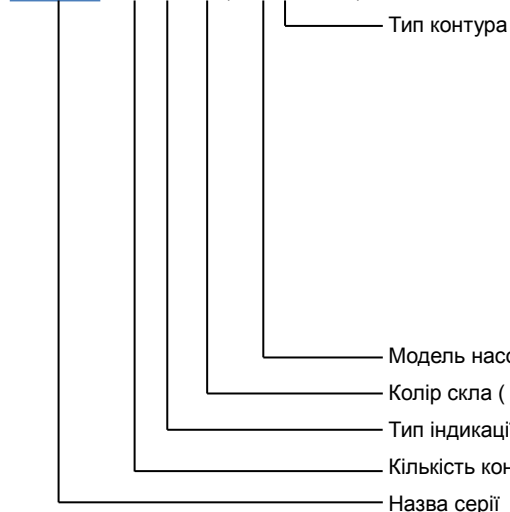 Тип контура
Модель насо
Колір скла (
Тип індикаці
Кількість кон
Назва серії